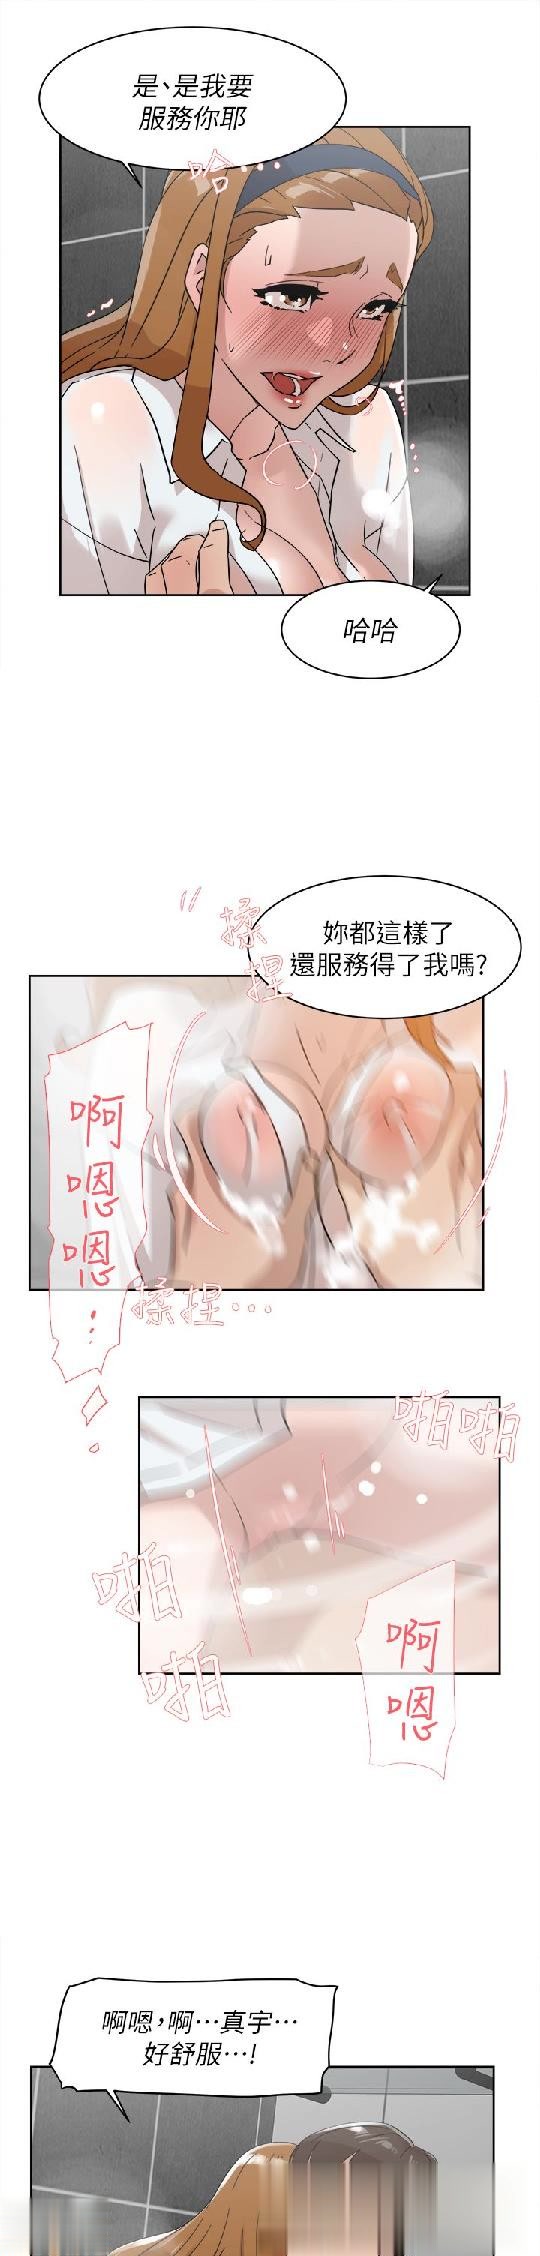 是、是我要
服務你耶
哈…
哈哈
揉
捏
妳都這樣了
還服務得了我嗎?
啊
嗯
嗯
⋮
揉捏…
啪啪
啪
啪
啊
嗯
啊嗯，啊…真宇…
好舒服…!